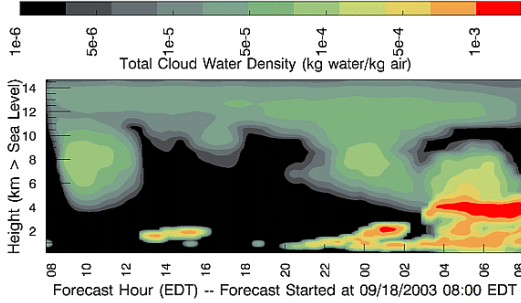 1e-6 5e-6 1e-5 5e-5 1e-4 5e-4 1e-3
Total Cloud Water Density (kg water/kg air)
Height (km > Sea Level)
14
12
10
8
6
4
2
08 10 12 14 16 18 20 22 00 02 04 06 08
Forecast Hour (EDT) -- Forecast Started at 09/18/2003 08:00 EDT